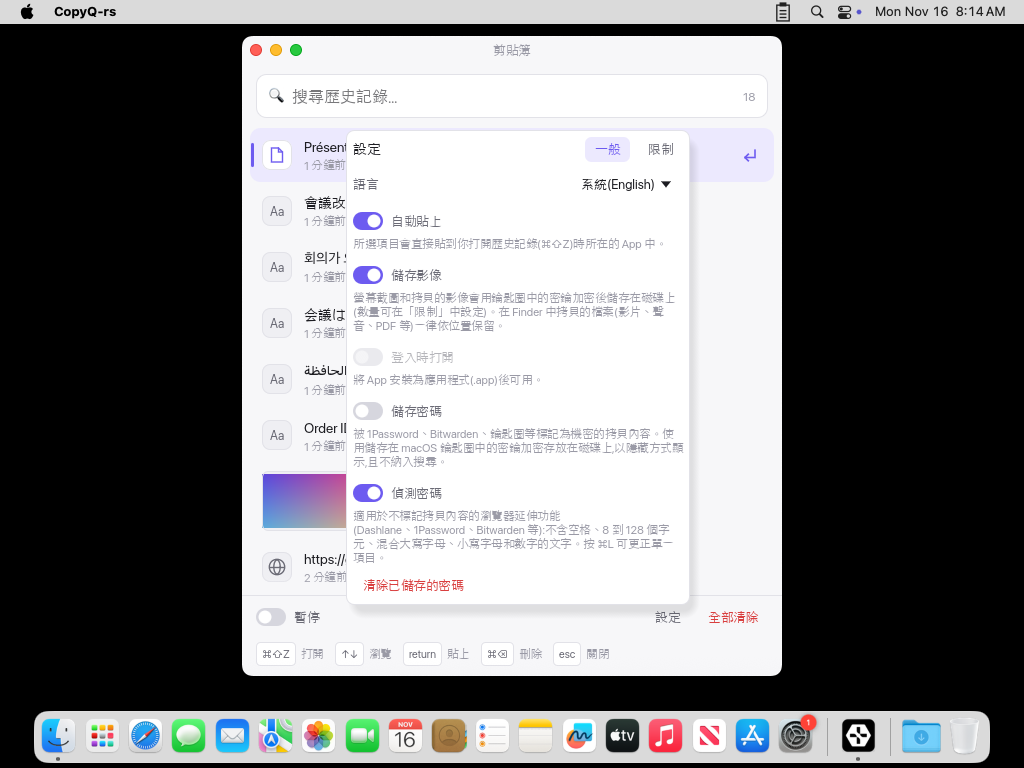 CopyQ-rs
Mon Nov 16 8:14 AM
剪貼簿
搜尋歷史記錄...
18
Présent
1 分鐘前
設定
一般
限制
語言
系統(English)
Aa
會議改
1 分鐘前
自動貼上
所選項目會直接貼到你打開歷史記錄(⌘⇧Z)時所在的 App 中。
Aa
회의가
1 分鐘前
儲存影像
螢幕截圖和拷貝的影像會用鑰匙圈中的密鑰加密後儲存在磁碟上
(數量可在「限制」中設定)。在 Finder 中拷貝的檔案(影片、聲
音、PDF 等)一律依位置保留。
Aa
会議は
1 分鐘前
登入時打開
將 App 安裝為應用程式(.app)後可用。
Aa
الحافظة
1 分鐘前
儲存密碼
被 1Password、Bitwarden、鑰匙圈等標記為機密的拷貝內容。使
用儲存在 macOS 鑰匙圈中的密鑰加密存放在磁碟上,以隱藏方式顯
示,且不納入搜尋。
Aa
Order
1 分鐘前
偵測密碼
適用於不標記拷貝內容的瀏覽器延伸功能
(Dashlane、1Password、Bitwarden 等):不含空格、8 到 128 個字
元、混合大寫字母、小寫字母和數字的文字。按 ⌘L 可更正單一
項目。
https://
2 分鐘前
清除已儲存的密碼
暫停
設定
全部清除
⌘⇧Z 打開
↑↓ 瀏覽
return 貼上
⌘⌫ 刪除
esc 關閉
NOV
16
tv
1